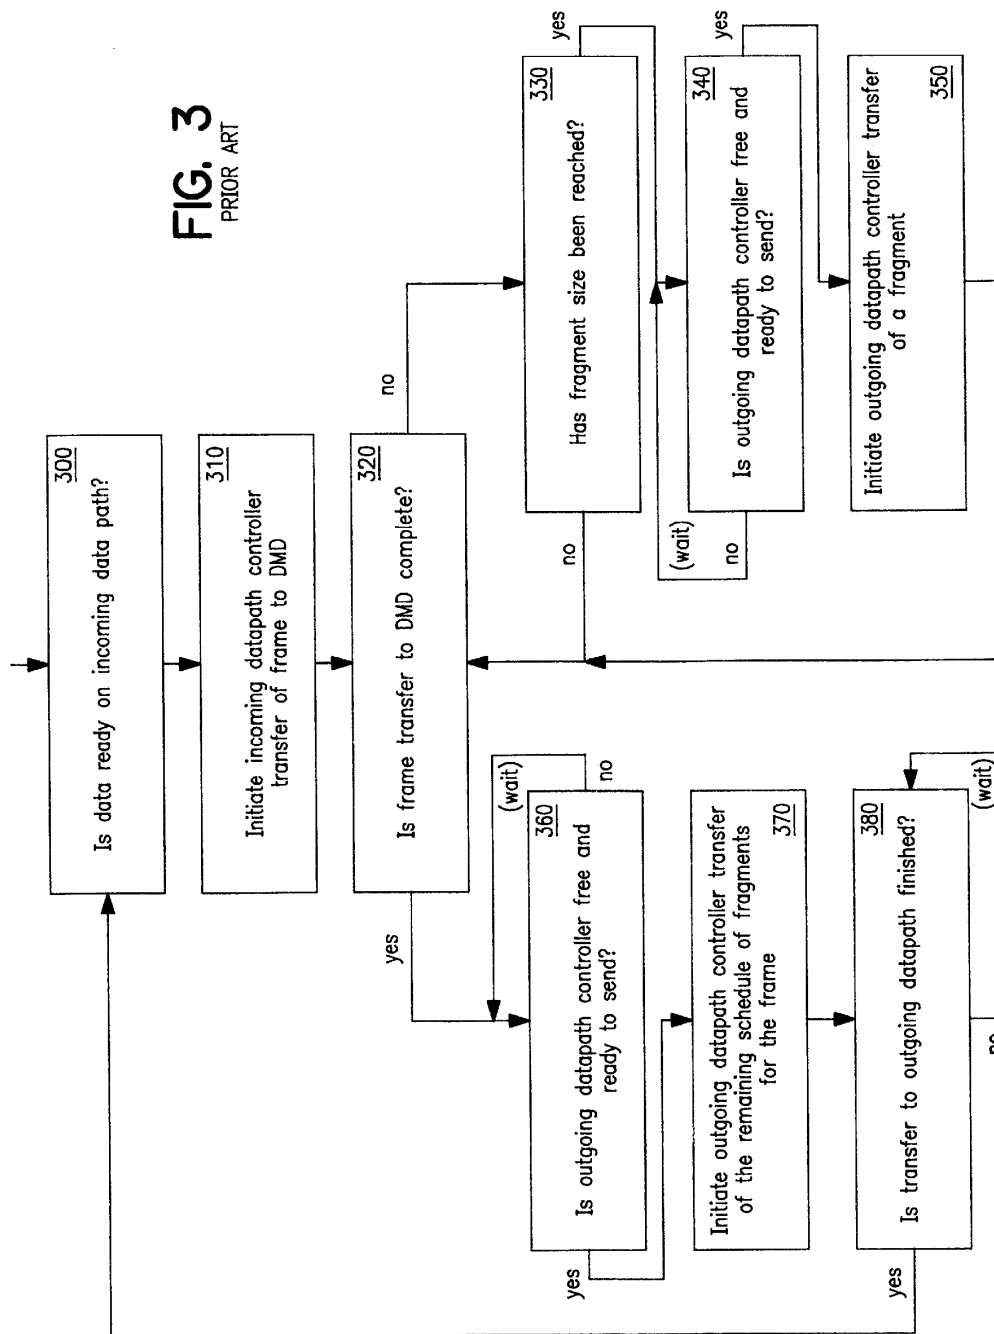 FIG. 3
PRIOR ART
300
Is data ready on incoming data path?
310
Initiate incoming datapath controller
transfer of frame to DMD
320
Is frame transfer to DMD complete?
yes
no
330
Has fragment size been reached?
yes
no
340
Is outgoing datapath controller free and
ready to send?
yes
(wait)
no
350
Initiate outgoing datapath controller transfer
of a fragment
360
Is outgoing datapath controller free and
ready to send?
(wait)
no
yes
370
Initiate outgoing datapath controller transfer
of the remaining schedule of fragments
for the frame
380
Is transfer to outgoing datapath finished?
(wait)
no
yes